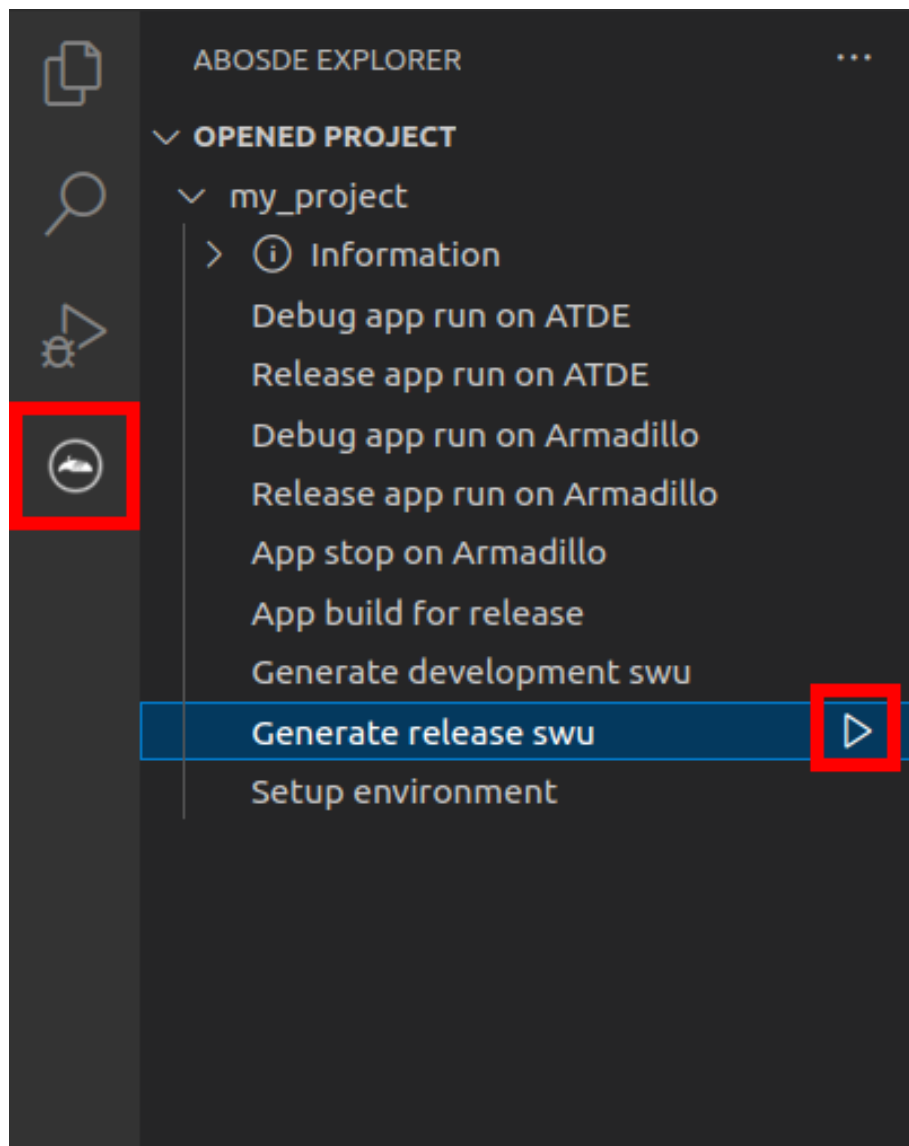 ABOSDE EXPLORER
OPENED PROJECT
my_project
Information
Debug app run on ATDE
Release app run on ATDE
Debug app run on Armadillo
Release app run on Armadillo
App stop on Armadillo
App build for release
Generate development swu
Generate release swu
Setup environment